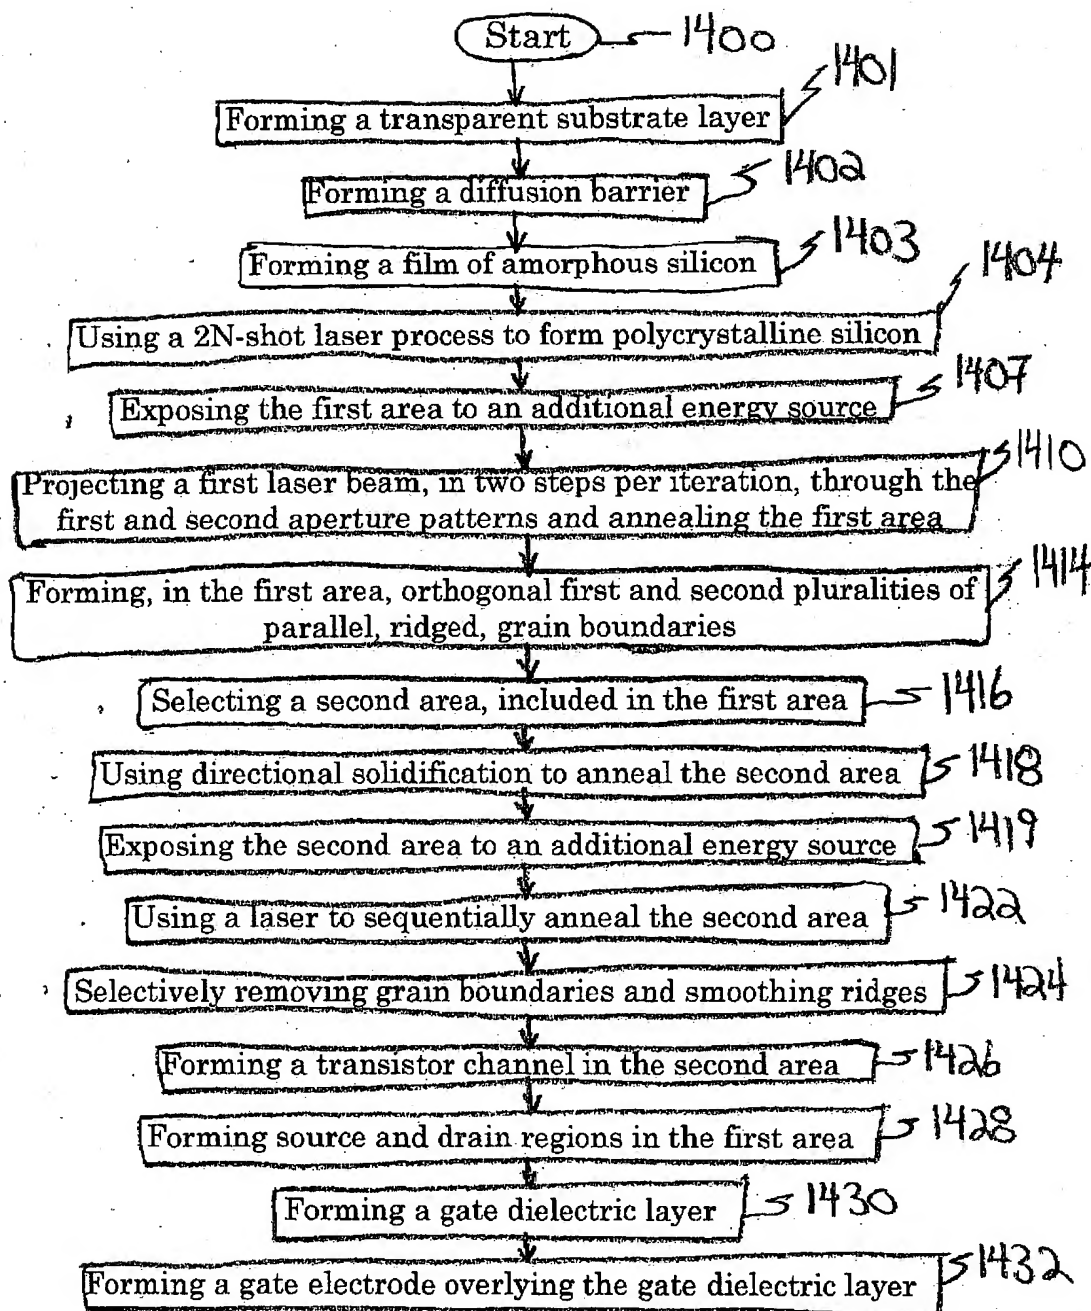 Start 1400
1401
Forming a transparent substrate layer
1402
Forming a diffusion barrier
1403
Forming a film of amorphous silicon
1404
Using a 2N-shot laser process to form polycrystalline silicon
1407
Exposing the first area to an additional energy source
1410
Projecting a first laser beam, in two steps per iteration, through the
first and second aperture patterns and annealing the first area
1414
Forming, in the first area, orthogonal first and second pluralities of
parallel, ridged, grain boundaries
Selecting a second area, included in the first area 1416
Using directional solidification to anneal the second area 1418
Exposing the second area to an additional energy source 1419
Using a laser to sequentially anneal the second area 1422
Selectively removing grain boundaries and smoothing ridges 1424
Forming a transistor channel in the second area 1426
Forming source and drain regions in the first area 1428
Forming a gate dielectric layer 1430
Forming a gate electrode overlying the gate dielectric layer 1432